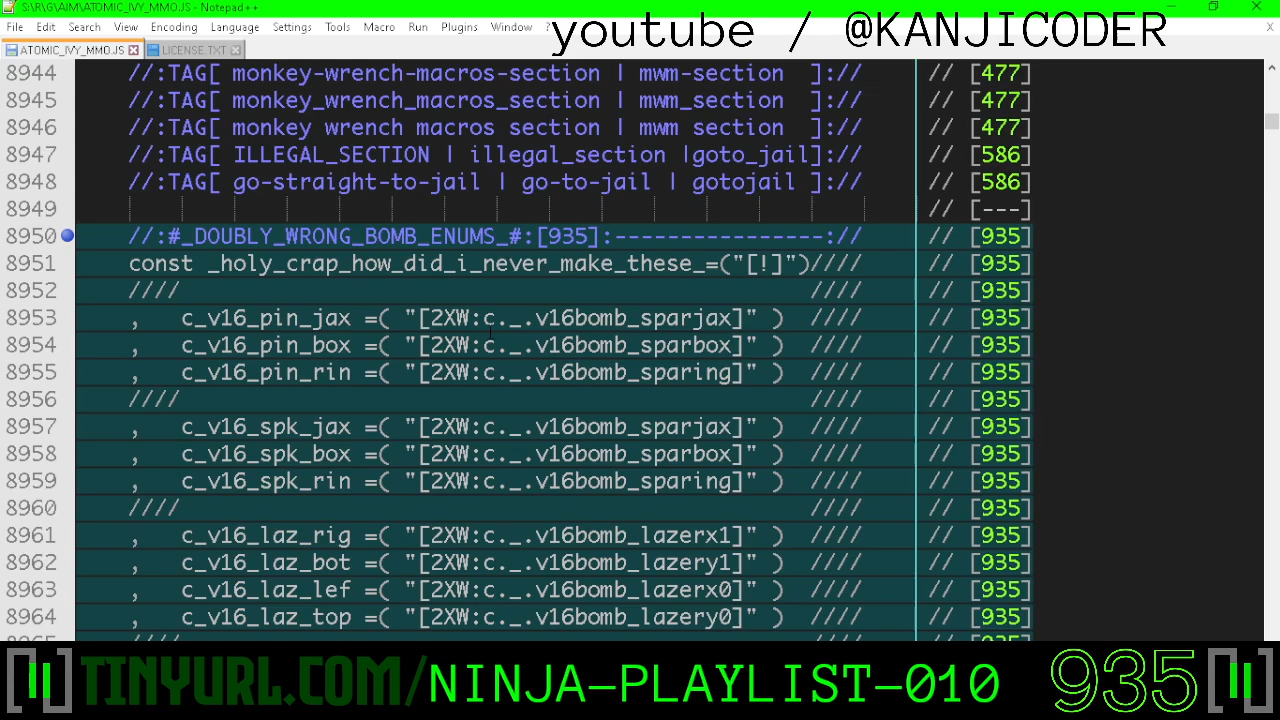 S:\R\G\A\M\ATOMIC_IVY_MMO.JS - Notepad++
File Edit Search View Encoding Language Settings Tools Macro Run Plugins Window ? X
youtube / @KANJICODER
ATOMIC_IVY_MMO.JS LICENSE.TXT
8944 //:TAG[ monkey-wrench-macros-section | mwm-section ]:// // [477]
8945 //:TAG[ monkey_wrench_macros_section | mwm_section ]:// // [477]
8946 //:TAG[ monkey wrench macros section | mwm section ]:// // [477]
8947 //:TAG[ ILLEGAL_SECTION | illegal_section |goto_jail]:// // [586]
8948 //:TAG[ go-straight-to-jail | go-to-jail | gotojail ]:// // [586]
8949 // [---]
8950 //:#_DOUBLY_WRONG_BOMB_ENUMS_#:[935]:----------------:// // [935]
8951 const _holy_crap_how_did_i_never_make_these_=("[!]")//// // [935]
8952 //// //// // [935]
8953 , c_v16_pin_jax =( "[2XW:c._.v16bomb_sparjax]" ) //// // [935]
8954 , c_v16_pin_box =( "[2XW:c._.v16bomb_sparbox]" ) //// // [935]
8955 , c_v16_pin_rin =( "[2XW:c._.v16bomb_sparing]" ) //// // [935]
8956 //// //// // [935]
8957 , c_v16_spk_jax =( "[2XW:c._.v16bomb_sparjax]" ) //// // [935]
8958 , c_v16_spk_box =( "[2XW:c._.v16bomb_sparbox]" ) //// // [935]
8959 , c_v16_spk_rin =( "[2XW:c._.v16bomb_sparing]" ) //// // [935]
8960 //// //// // [935]
8961 , c_v16_laz_rig =( "[2XW:c._.v16bomb_lazerx1]" ) //// // [935]
8962 , c_v16_laz_bot =( "[2XW:c._.v16bomb_lazery1]" ) //// // [935]
8963 , c_v16_laz_lef =( "[2XW:c._.v16bomb_lazerx0]" ) //// // [935]
8964 , c_v16_laz_top =( "[2XW:c._.v16bomb_lazery0]" ) //// // [935]
[||] TINYURL.COM/NINJA-PLAYLIST-010 935 [||]